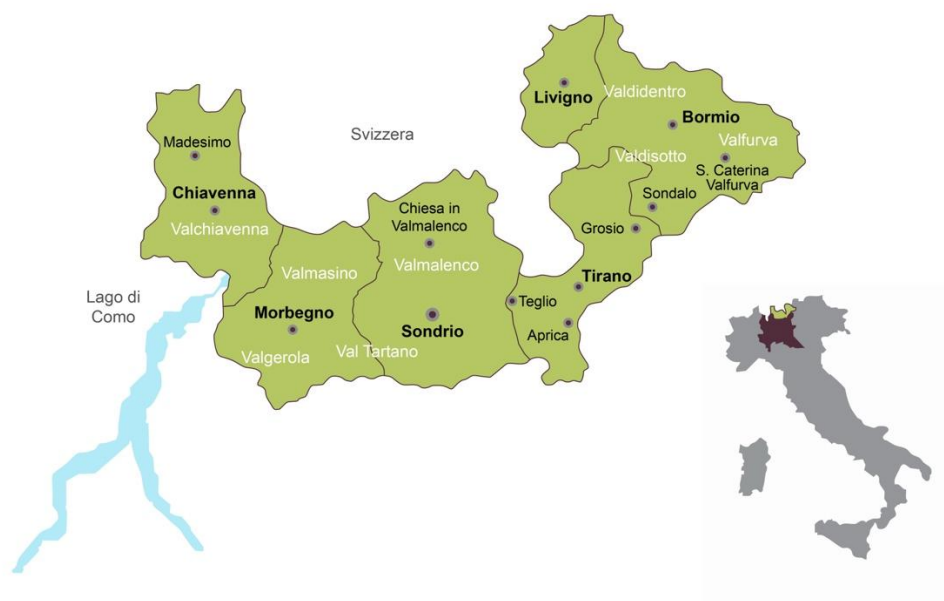 Livigno
Valdidentro
Bormio
Valfurva
Valdisotto
S. Caterina
Valfurva
Sondalo
Grosio
Svizzera
Madesimo
Chiavenna
Valchiavenna
Chiesa in
Valmalenco
Valmalenco
Valmasino
Tirano
Teglio
Aprica
Lago di
Como
Morbegno
Sondrio
Valgerola
Val Tartano